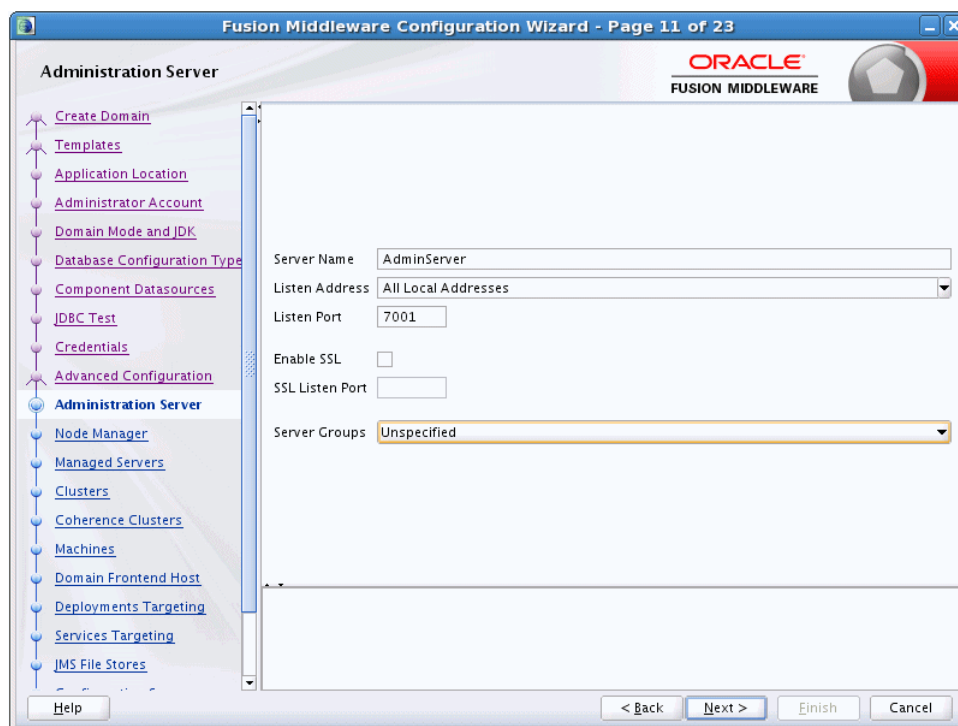 Fusion Middleware Configuration Wizard - Page 11 of 23
Administration Server
ORACLE
FUSION MIDDLEWARE
Create Domain
Templates
Application Location
Administrator Account
Domain Mode and JDK
Database Configuration Type
Component Datasources
JDBC Test
Credentials
Advanced Configuration
Administration Server
Node Manager
Managed Servers
Clusters
Coherence Clusters
Machines
Domain Frontend Host
Deployments Targeting
Services Targeting
JMS File Stores
Server Name AdminServer
Listen Address All Local Addresses
Listen Port 7001
Enable SSL
SSL Listen Port
Server Groups Unspecified
Help < Back Next > Finish Cancel